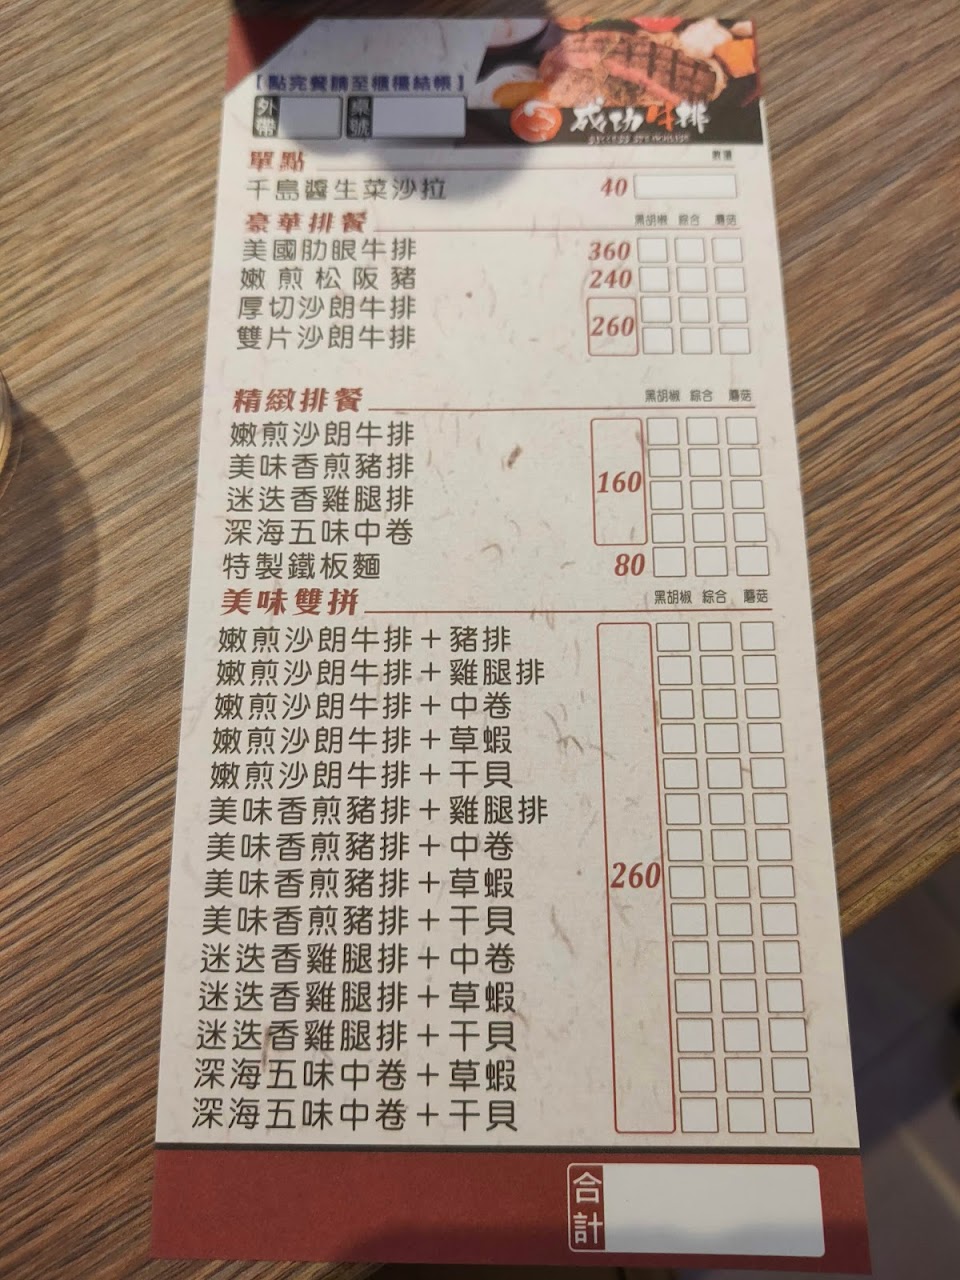 【點完餐請至櫃檯結帳】
外帶 桌號
成功牛排
單點 數量
千島醬生菜沙拉 40
豪華排餐 黑胡椒 綜合 蘑菇
美國肋眼牛排 360
嫩煎松阪豬 240
厚切沙朗牛排
260
雙片沙朗牛排
精緻排餐 黑胡椒 綜合 蘑菇
嫩煎沙朗牛排
美味香煎豬排
160
迷迭香雞腿排
深海五味中卷
特製鐵板麵 80
美味雙拼 黑胡椒 綜合 蘑菇
嫩煎沙朗牛排+豬排
嫩煎沙朗牛排+雞腿排
嫩煎沙朗牛排+中卷
嫩煎沙朗牛排+草蝦
嫩煎沙朗牛排+干貝
美味香煎豬排+雞腿排
美味香煎豬排+中卷
260
美味香煎豬排+草蝦
美味香煎豬排+干貝
迷迭香雞腿排+中卷
迷迭香雞腿排+草蝦
迷迭香雞腿排+干貝
深海五味中卷+草蝦
深海五味中卷+干貝
合計